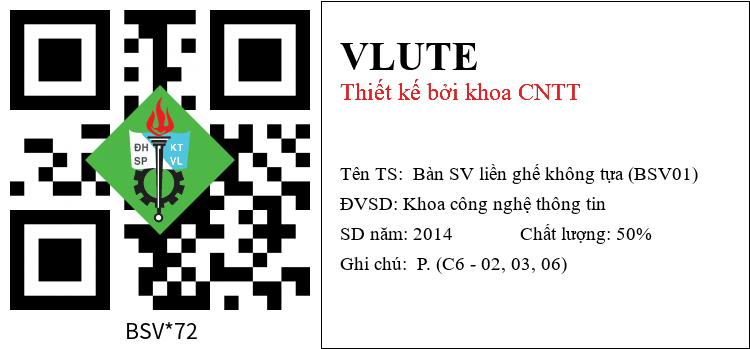 ĐH KT
SP VL
BSV*72
VLUTE
Thiết kế bởi khoa CNTT
Tên TS: Bàn SV liền ghế không tựa (BSV01)
ĐVSD: Khoa công nghệ thông tin
SD năm: 2014 Chất lượng: 50%
Ghi chú: P. (C6 - 02, 03, 06)